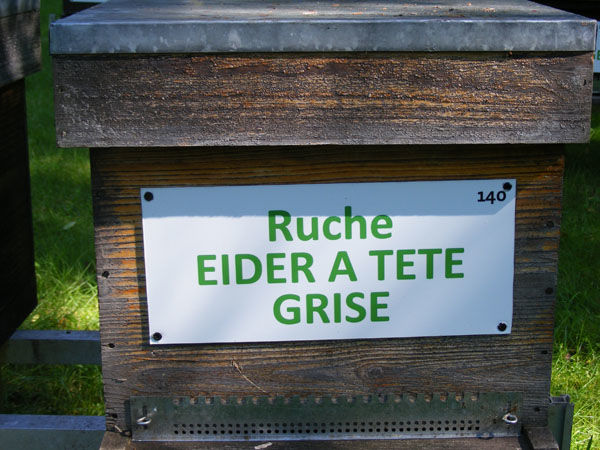 140
Ruche
EIDER A TETE
GRISE